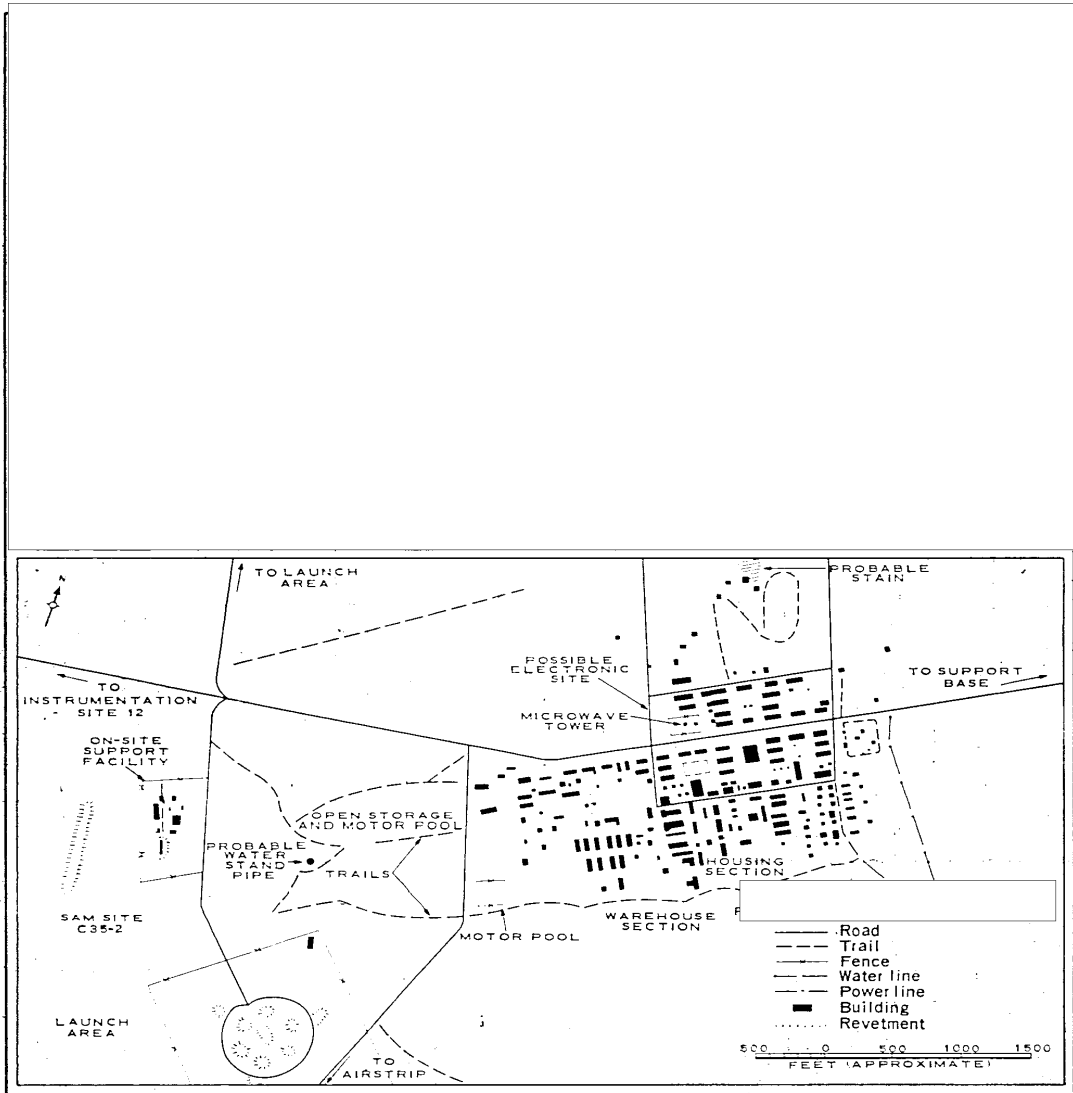 N
TO LAUNCH
AREA
PROBABLE
STAIN
POSSIBLE
ELECTRONIC
SITE
TO SUPPORT
BASE
TO
INSTRUMENTATION
SITE 12
MICROWAVE
TOWER
ON-SITE
SUPPORT
FACILITY
OPEN STORAGE
AND MOTOR POOL
PROBABLE
WATER
STAND
PIPE
TRAILS
HOUSING
SECTION
SAM SITE
C35-2
WAREHOUSE
SECTION
MOTOR POOL
Road
Trail
Fence
Water line
Power line
Building
Revetment
LAUNCH
AREA
TO
AIRSTRIP
500 0 500 1000 1500
FEET (APPROXIMATE)